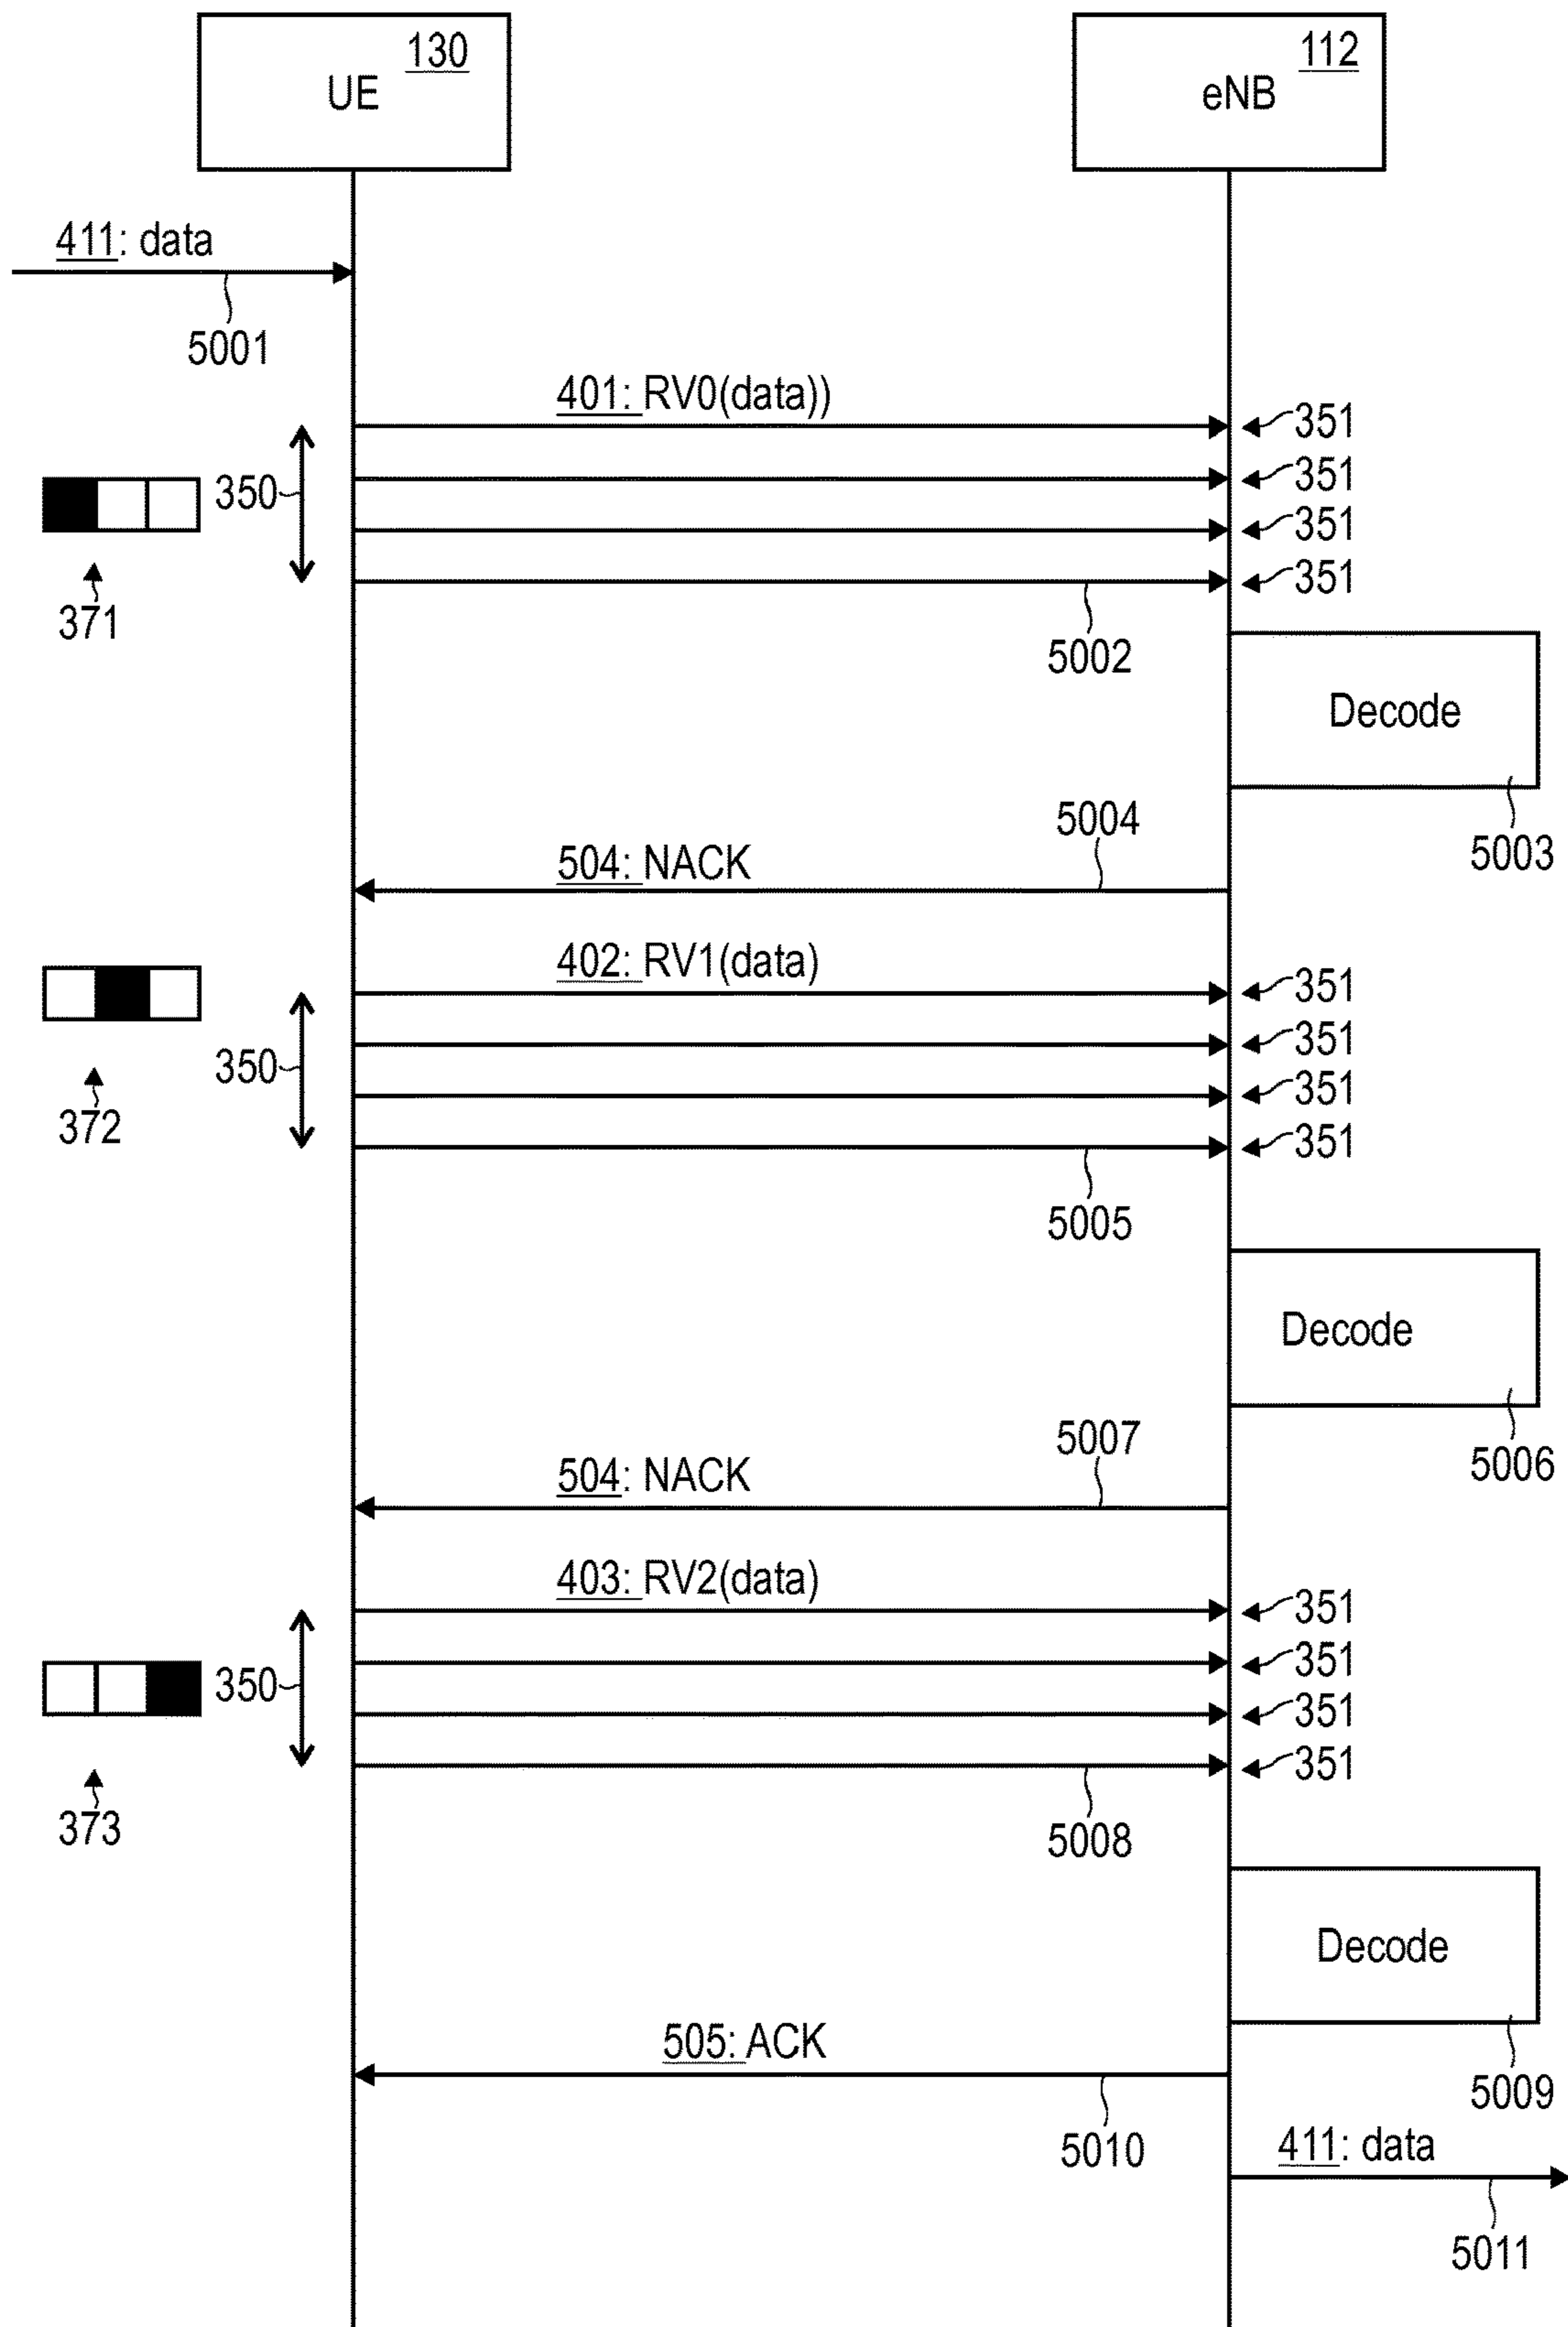 130
UE
112
eNB
411: data
5001
401: RV0(data))
351
350
351
351
351
371
5002
Decode
5003
5004
504: NACK
402: RV1(data)
351
351
350
351
372
351
5005
Decode
5006
5007
504: NACK
403: RV2(data)
351
351
350
351
351
373
5008
Decode
505: ACK
5009
5010
411: data
5011